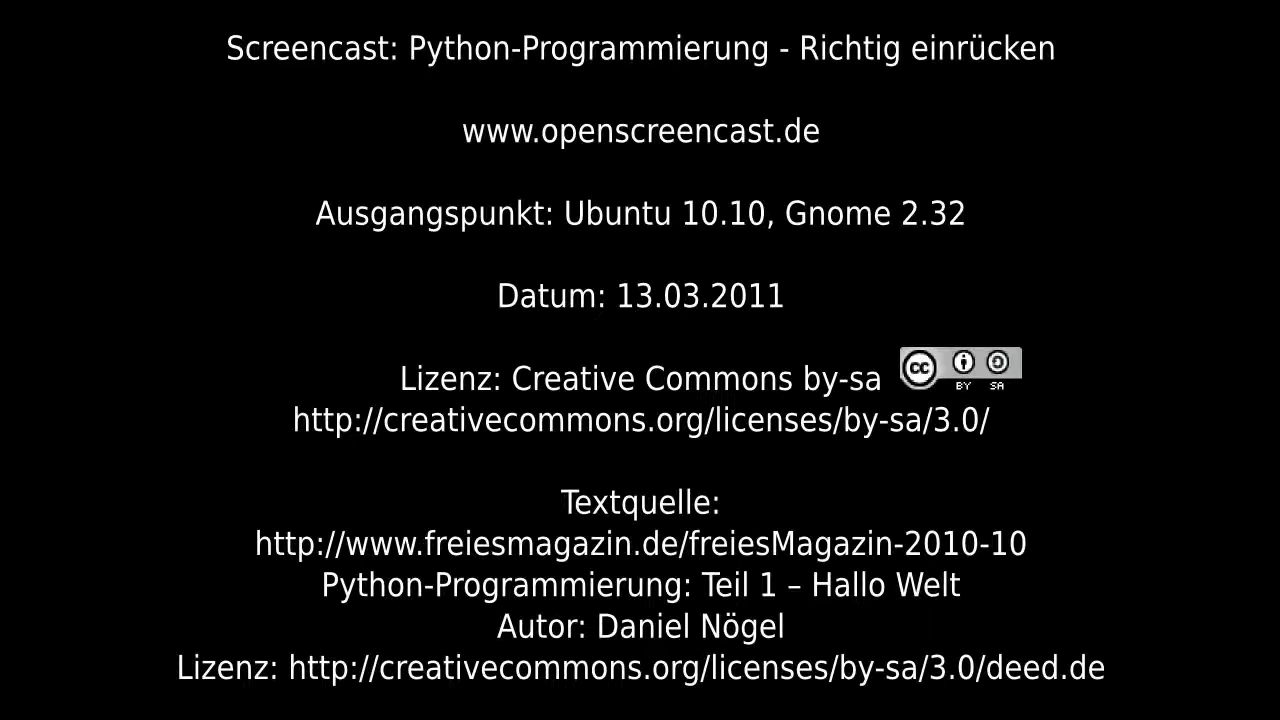 Screencast: Python-Programmierung - Richtig einrücken
www.openscreencast.de
Ausgangspunkt: Ubuntu 10.10, Gnome 2.32
Datum: 13.03.2011
Lizenz: Creative Commons by-sa cc BY SA
http://creativecommons.org/licenses/by-sa/3.0/
Textquelle:
http://www.freiesmagazin.de/freiesMagazin-2010-10
Python-Programmierung: Teil 1 – Hallo Welt
Autor: Daniel Nögel
Lizenz: http://creativecommons.org/licenses/by-sa/3.0/deed.de